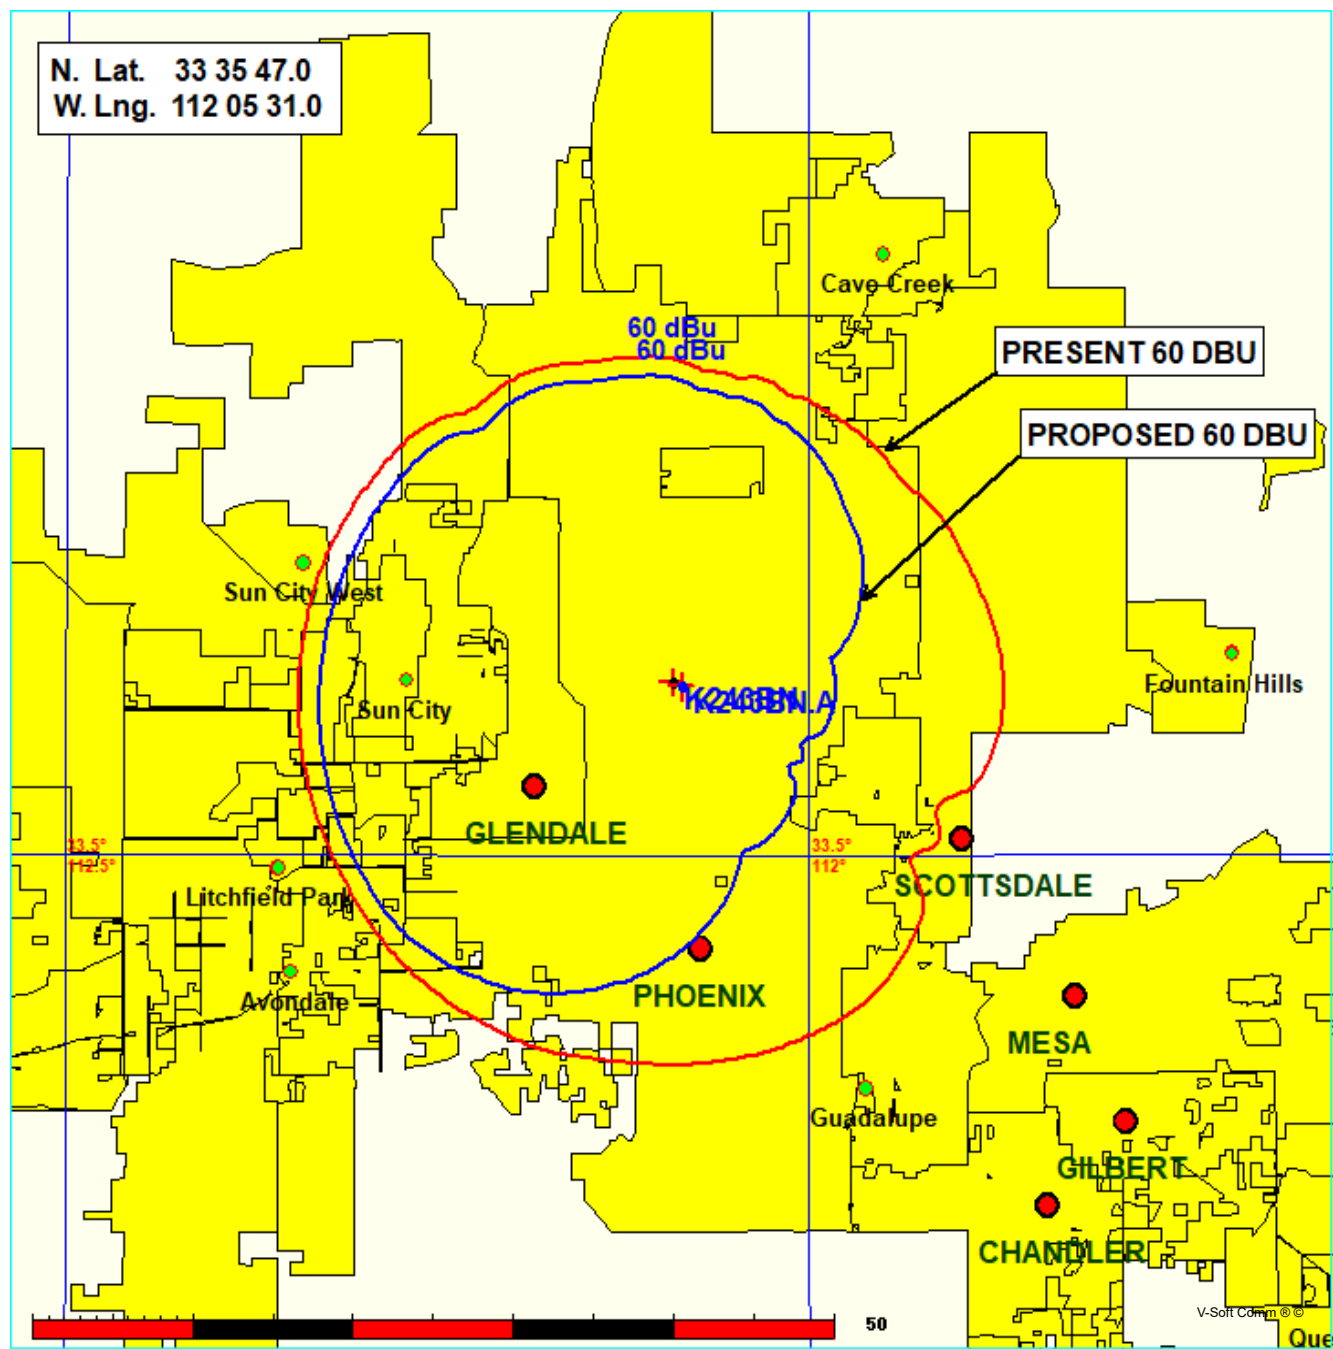 N. Lat. 33 35 47.0
W. Lng. 112 05 31.0
Cave Creek
60 dBu
60 dBu
PRESENT 60 DBU
PROPOSED 60 DBU
Sun City West
Fountain Hills
Sun City
K243BN.A
GLENDALE
33.5°
112.5°
33.5°
112°
SCOTTSDALE
Litchfield Park
PHOENIX
Avondale
MESA
Guadalupe
GILBERT
CHANDLER
V-Soft Comm ® ©
50
Que